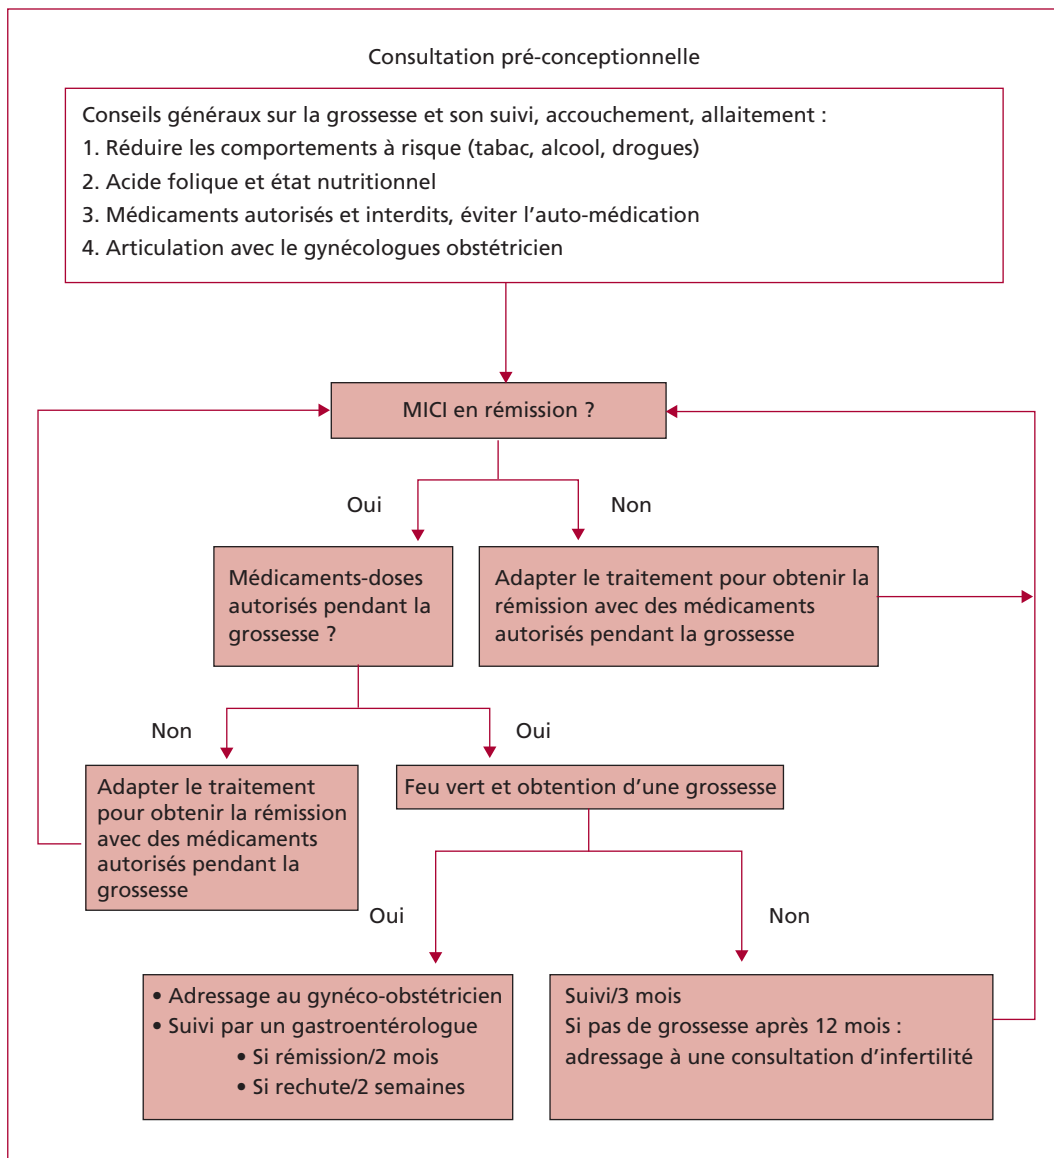 Consultation pré-conceptionnelle
Conseils généraux sur la grossesse et son suivi, accouchement, allaitement :
1. Réduire les comportements à risque (tabac, alcool, drogues)
2. Acide folique et état nutritionnel
3. Médicaments autorisés et interdits, éviter l’auto-médication
4. Articulation avec le gynécologues obstétricien
MICI en rémission ?
Oui
Non
Médicaments-doses
autorisés pendant la
grossesse ?
Adapter le traitement pour obtenir la
rémission avec des médicaments
autorisés pendant la grossesse
Non
Oui
Adapter le traitement
pour obtenir la rémission
avec des médicaments
autorisés pendant la
grossesse
Feu vert et obtention d’une grossesse
Oui
Non
• Adressage au gynéco-obstétricien
• Suivi par un gastroentérologue
• Si rémission/2 mois
• Si rechute/2 semaines
Suivi/3 mois
Si pas de grossesse après 12 mois :
adressage à une consultation d’infertilité